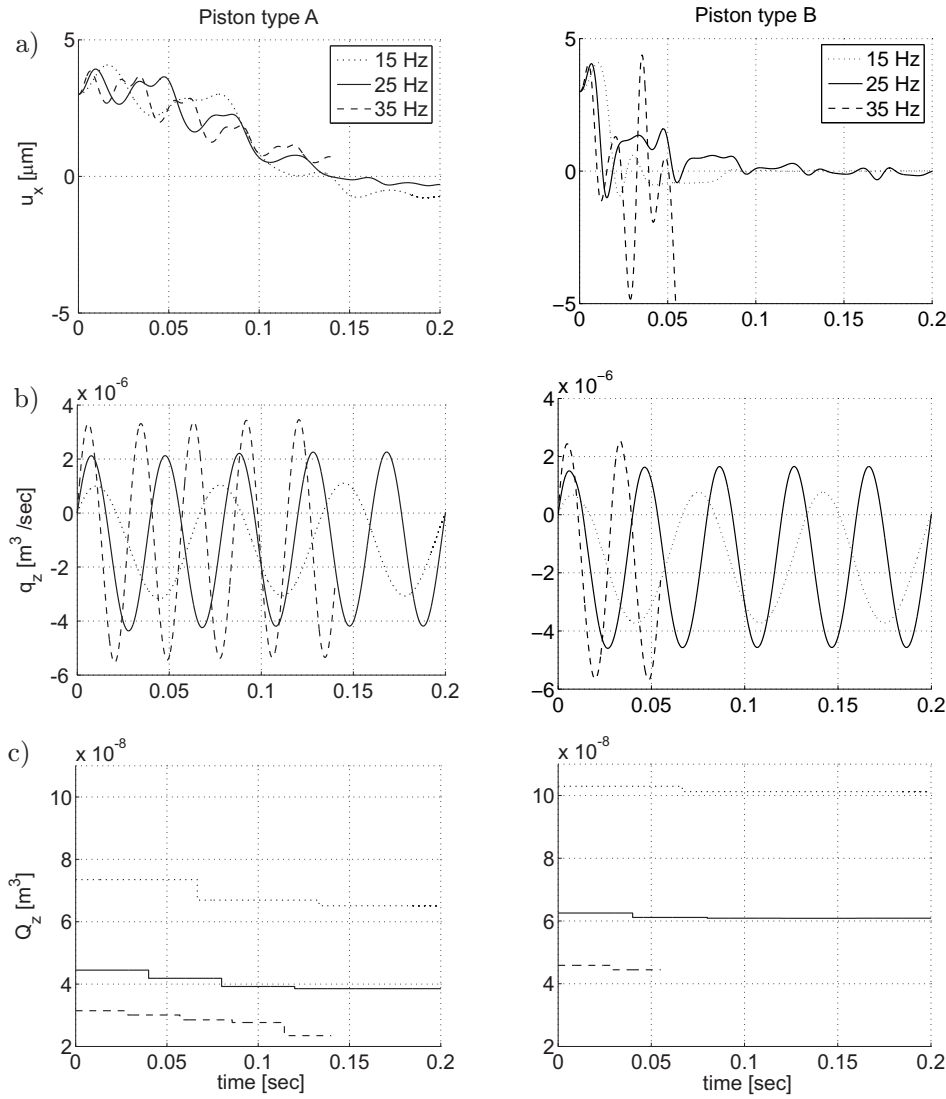 Piston type A
Piston type B
a)
5
0
-5
u_x [μm]
15 Hz
25 Hz
35 Hz
0
0.05
0.1
0.15
0.2
5
0
−5
15 Hz
25 Hz
35 Hz
0
0.05
0.1
0.15
0.2
b)
x 10^-6
4
2
0
-2
-4
-6
q_z [m^3 /sec]
0
0.05
0.1
0.15
0.2
x 10^−6
4
2
0
−2
−4
−6
0
0.05
0.1
0.15
0.2
c)
x 10^-8
10
8
6
4
2
Q_z [m^3]
0
0.05
0.1
0.15
0.2
time [sec]
x 10^-8
10
8
6
4
2
0
0.05
0.1
0.15
0.2
time [sec]